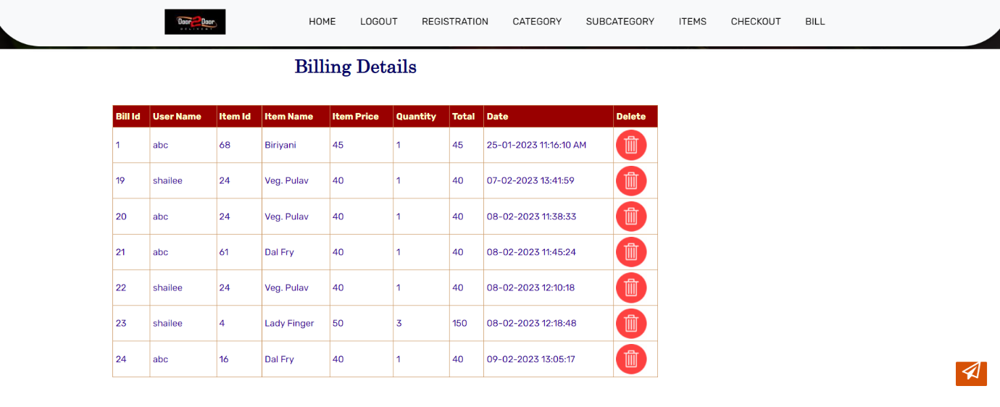 Door 2 Door
DELIVERY
HOME LOGOUT REGISTRATION CATEGORY SUBCATEGORY ITEMS CHECKOUT BILL
Billing Details
Bill Id User Name Item Id Item Name Item Price Quantity Total Date Delete
1 abc 68 Biriyani 45 1 45 25-01-2023 11:16:10 AM
19 shailee 24 Veg. Pulav 40 1 40 07-02-2023 13:41:59
20 abc 24 Veg. Pulav 40 1 40 08-02-2023 11:38:33
21 abc 61 Dal Fry 40 1 40 08-02-2023 11:45:24
22 shailee 24 Veg. Pulav 40 1 40 08-02-2023 12:10:18
23 shailee 4 Lady Finger 50 3 150 08-02-2023 12:18:48
24 abc 16 Dal Fry 40 1 40 09-02-2023 13:05:17